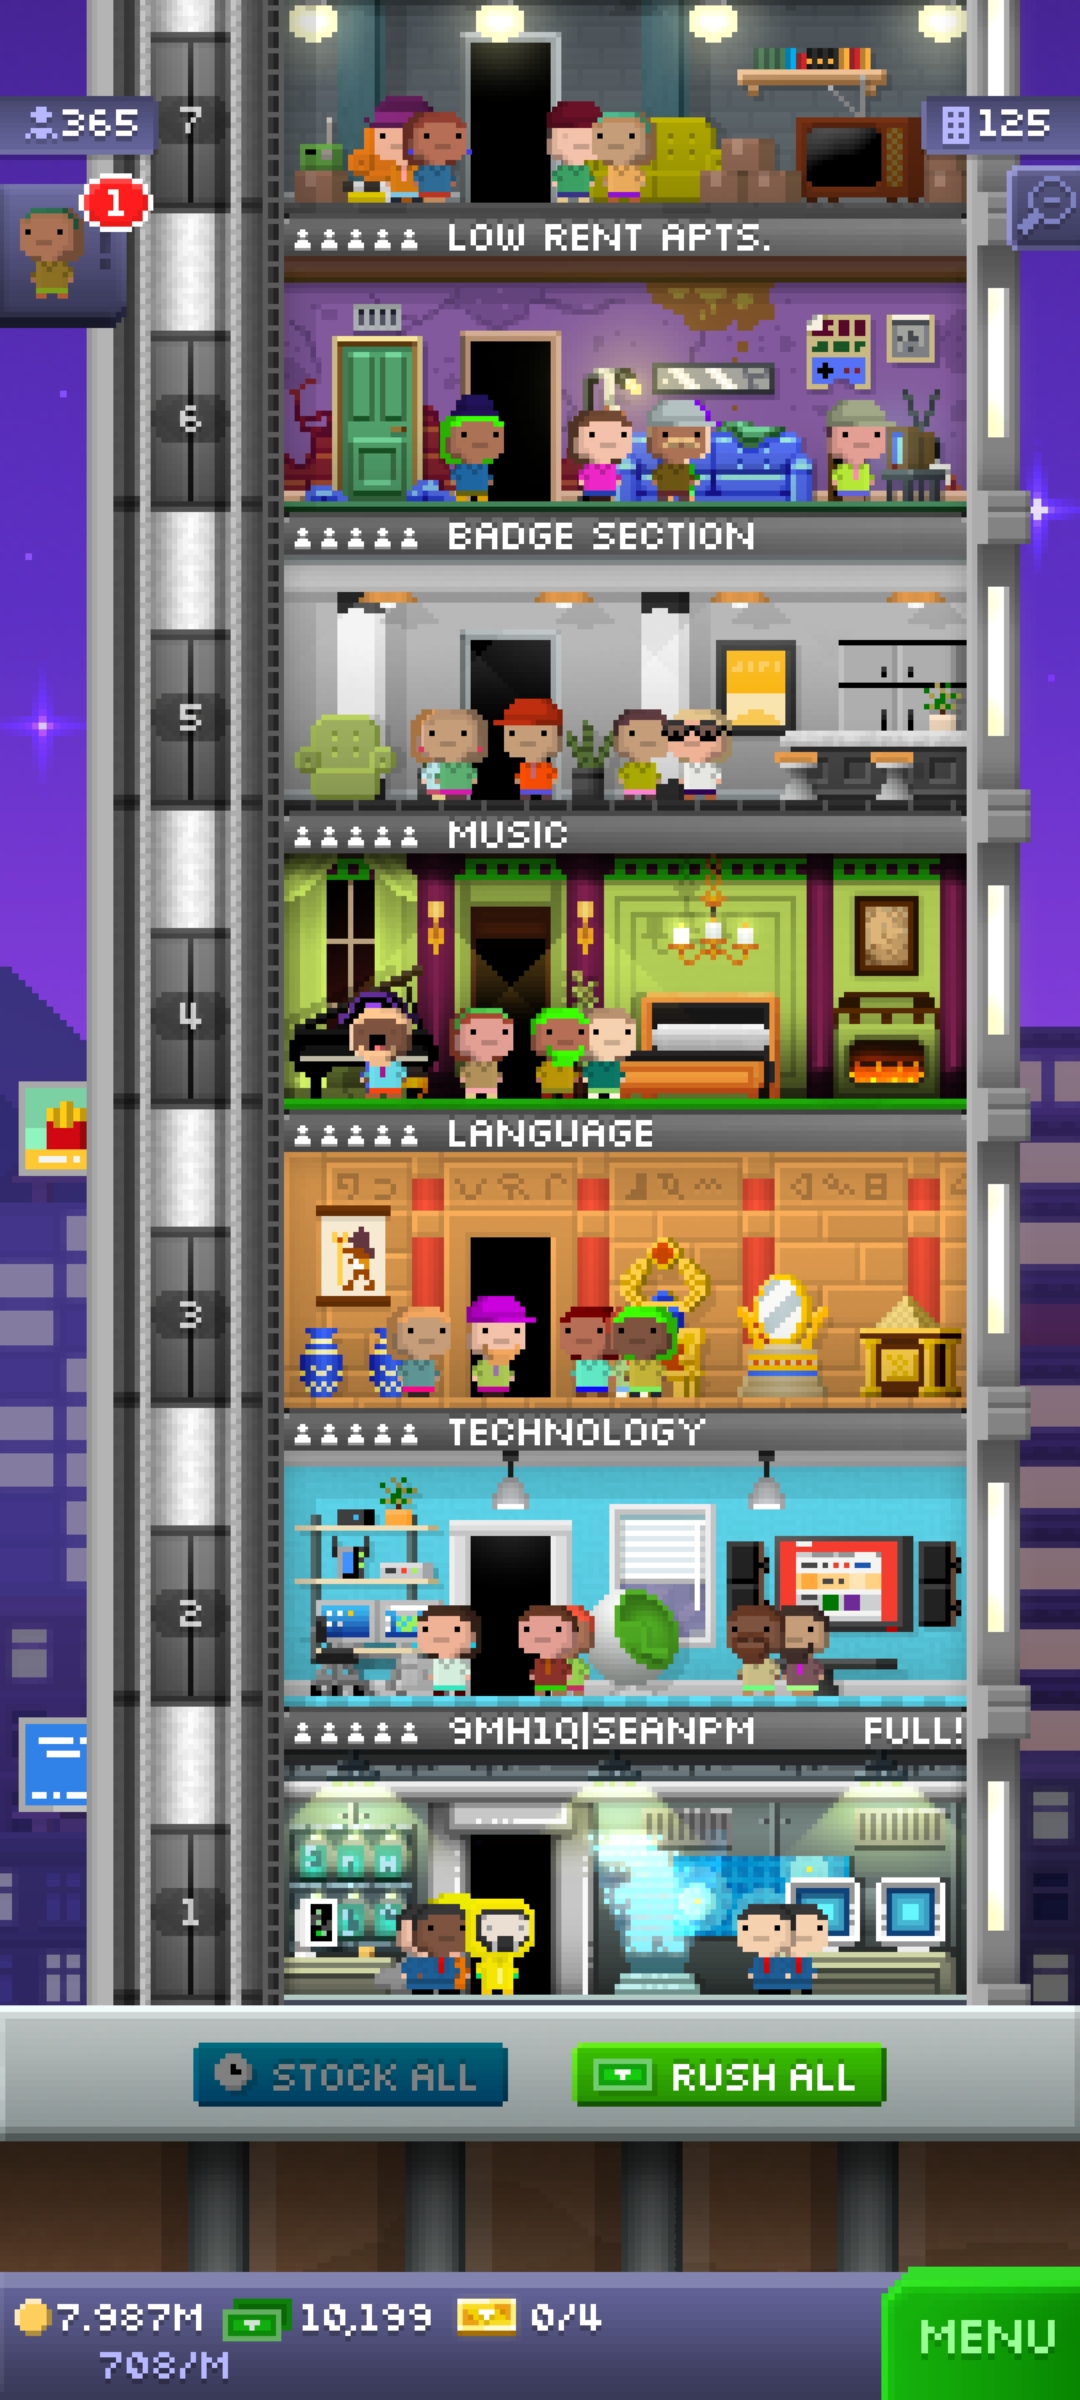 365
7
125
1
LOW RENT APTS.
6
BADGE SECTION
5
MUSIC
4
LANGUAGE
3
TECHNOLOGY
2
9MH1Q|SEANPM FULL!
1
STOCK ALL
RUSH ALL
7.987M 10,199 0/4
708/M
MENU